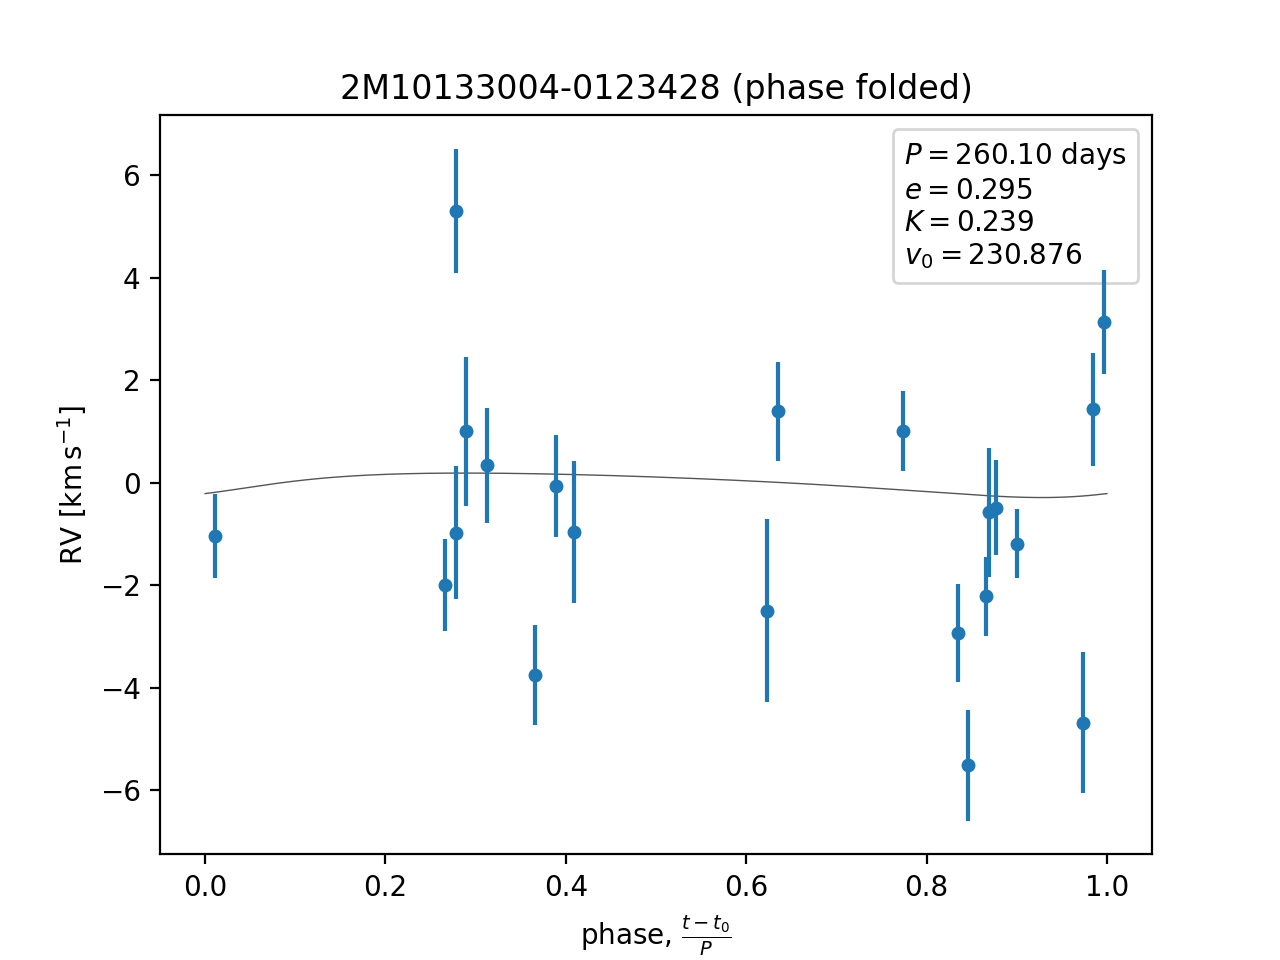 2M10133004-0123428 (phase folded)
P = 260.10 days
e = 0.295
K = 0.239
v₀ = 230.876
RV [km s⁻¹]
6
4
2
0
−2
−4
−6
0.0 0.2 0.4 0.6 0.8 1.0
phase, (t − t₀)/P